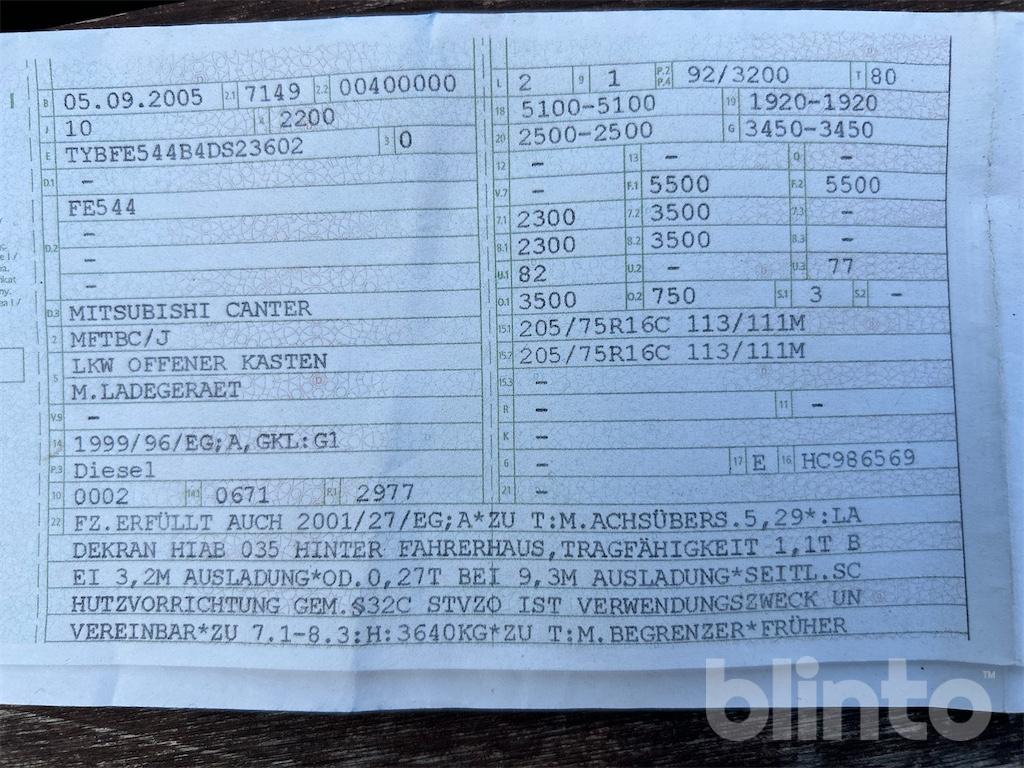 B 05.09.2005 2.1 7149 2.2 00400000
J 10 4 2200
E TYBFE544B4DS23602 3 0
D.1 -
FE544
D.2 -
-
-
D.3 MITSUBISHI CANTER
2 MFTBC/J
5 LKW OFFENER KASTEN
M.LADEGERAET
V.9 -
14 1999/96/EG;A,GKL:G1
P.3 Diesel
10 0002 14.1 0671 P.1 2977
L 2 9 1 P.2 P.4 92/3200 T 80
18 5100-5100 19 1920-1920
20 2500-2500 G 3450-3450
12 - 13 - Q -
V.7 - F.1 5500 F.2 5500
7.1 2300 7.2 3500 7.3 -
8.1 2300 8.2 3500 8.3 -
U.1 82 U.2 - U.3 77
O.1 3500 O.2 750 S.1 3 S.2 -
15.1 205/75R16C 113/111M
15.2 205/75R16C 113/111M
15.3 -
R - 11 -
K -
6 - 17 E 16 HC986569
21 -
22 FZ.ERFÜLLT AUCH 2001/27/EG;A*ZU T:M.ACHSÜBERS.5,29*:LA
DEKRAN HIAB 035 HINTER FAHRERHAUS,TRAGFÄHIGKEIT 1,1T B
EI 3,2M AUSLADUNG*OD.0,27T BEI 9,3M AUSLADUNG*SEITL.SC
HUTZVORRICHTUNG GEM.§32C STVZO IST VERWENDUNGSZWECK UN
VEREINBAR*ZU 7.1-8.3:H:3640KG*ZU T:M.BEGRENZER*FRÜHER
blinto™